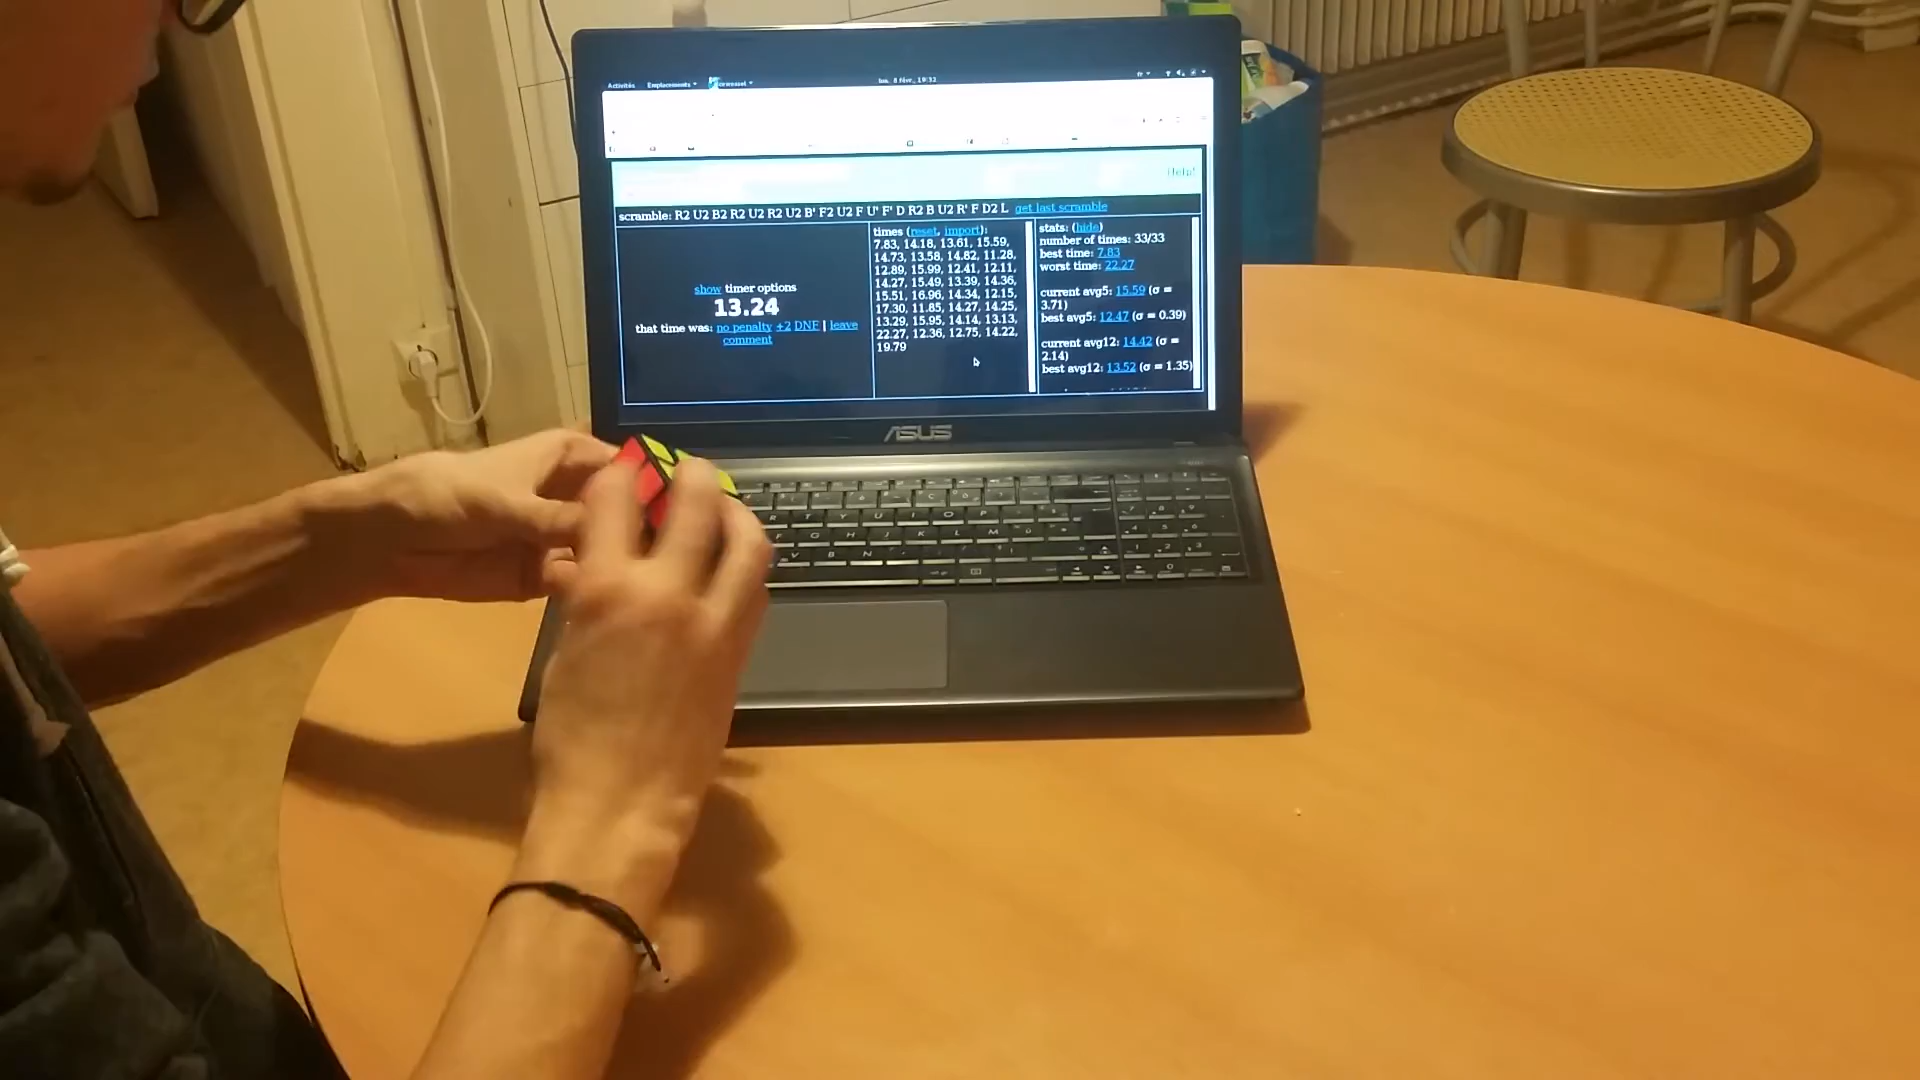 Activités Emplacements lun. 8 févr., 19:32 fr
Help!
scramble: R2 U2 B2 R2 U2 R2 U2 B' F2 U2 F U' F' D R2 B U2 R' F D2 L get last scramble
show timer options
13.24
that time was: no penalty +2 DNF | leave
comment
times (reset, import):
7.83, 14.18, 13.61, 15.59,
14.73, 13.58, 14.82, 11.28,
12.89, 15.99, 12.41, 12.11,
14.27, 15.49, 13.39, 14.36,
15.51, 16.96, 14.34, 12.15,
17.30, 11.85, 14.27, 14.25,
13.29, 15.95, 14.14, 13.13,
22.27, 12.36, 12.75, 14.22,
19.79
stats: (hide)
number of times: 33/33
best time: 7.83
worst time: 22.27
current avg5: 15.59 (σ =
3.71)
best avg5: 12.47 (σ = 0.39)
current avg12: 14.42 (σ =
2.14)
best avg12: 13.52 (σ = 1.35)
ASUS
R T Y U I O P
F G H J K L M
V B N